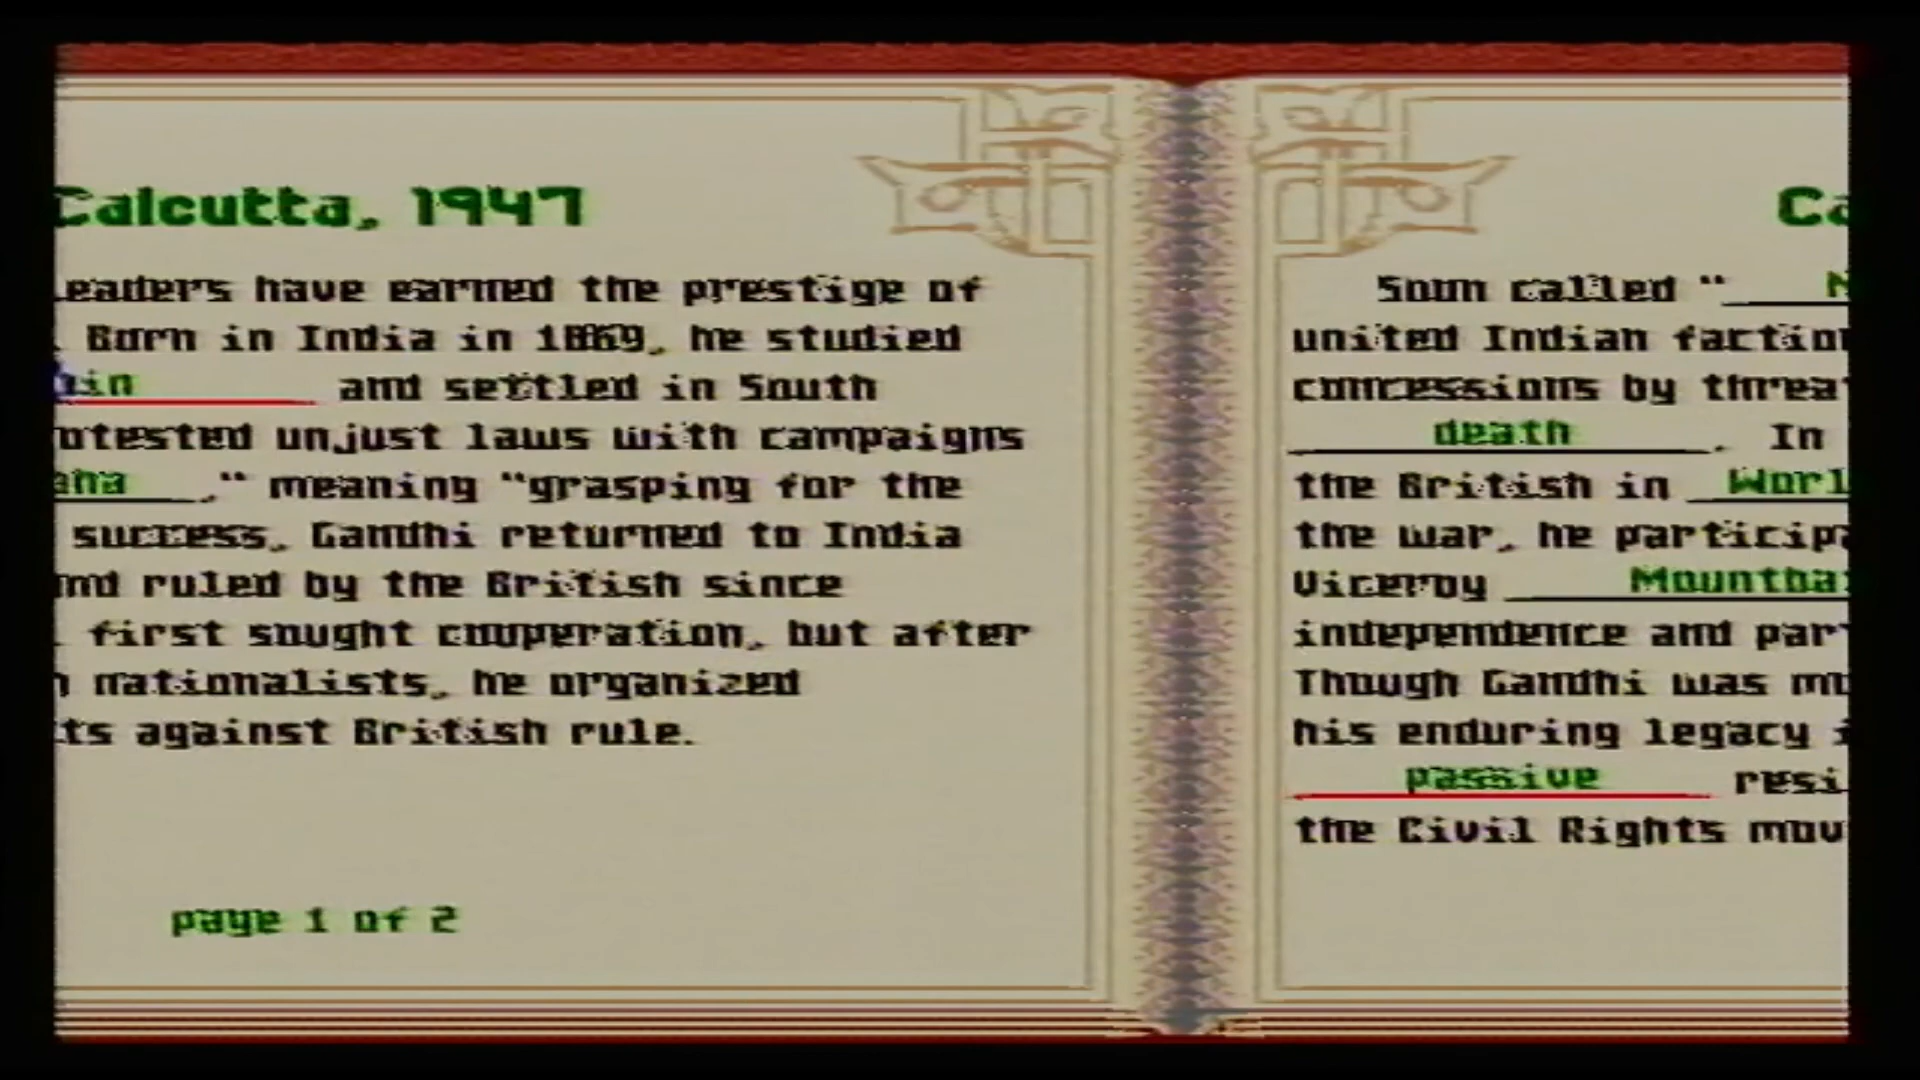 Calcutta, 1947
Leaders have earned the prestige of
. Born in India in 1869, he studied
in and settled in South
otested unjust laws with campaigns
aha ," meaning "grasping for the
success, Gandhi returned to India
nd ruled by the British since
. first sought cooperation, but after
nationalists, he organized
ts against British rule.
page 1 of 2
Ca
Soon called " 
united Indian faction
concessions by threat
death . In
the British in Worl
the war, he participa
Viceroy Mountba
independence and par
Though Gandhi was mu
his enduring legacy i
passive resi
the Civil Rights mov